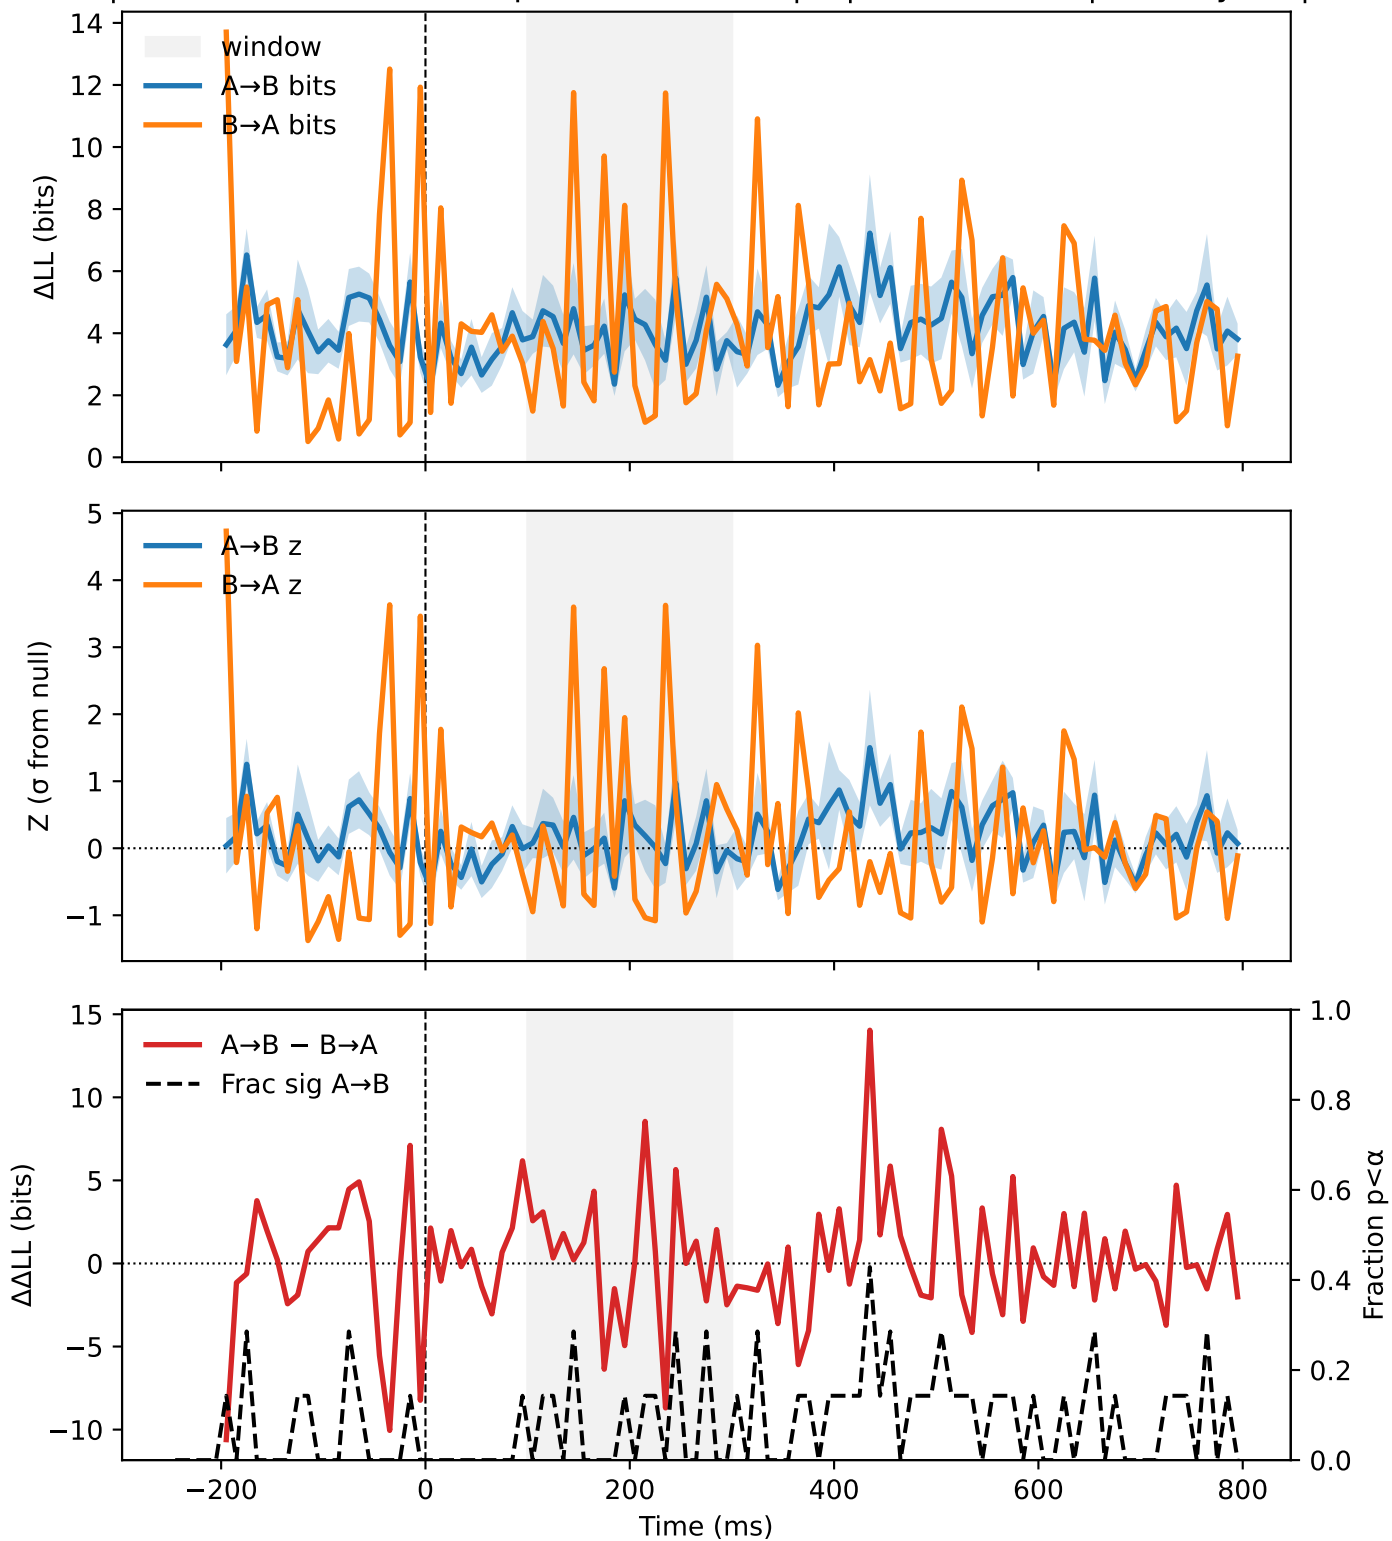 14
12
10
8
6
4
2
0
ΔLL (bits)
window
A→B bits
B→A bits
5
4
3
2
1
0
−1
Z (σ from null)
A→B z
B→A z
15
10
5
0
−5
−10
ΔΔLL (bits)
A→B − B→A
Frac sig A→B
1.0
0.8
0.6
0.4
0.2
0.0
Fraction p<α
−200 0 200 400 600 800
Time (ms)